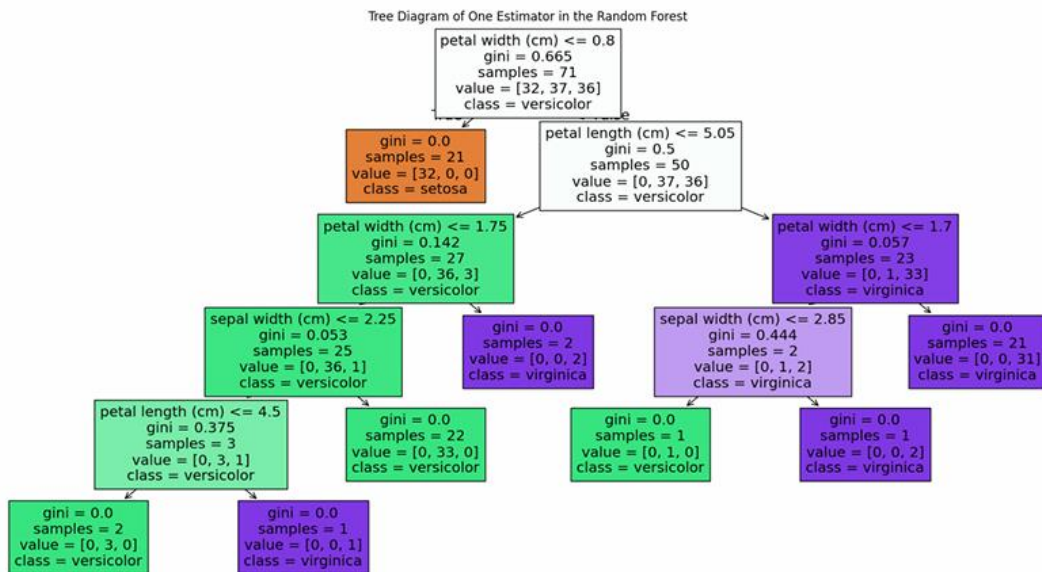 Tree Diagram of One Estimator in the Random Forest
petal width (cm) <= 0.8
gini = 0.665
samples = 71
value = [32, 37, 36]
class = versicolor
gini = 0.0
samples = 21
value = [32, 0, 0]
class = setosa
petal length (cm) <= 5.05
gini = 0.5
samples = 50
value = [0, 37, 36]
class = versicolor
petal width (cm) <= 1.75
gini = 0.142
samples = 27
value = [0, 36, 3]
class = versicolor
petal width (cm) <= 1.7
gini = 0.057
samples = 23
value = [0, 1, 33]
class = virginica
sepal width (cm) <= 2.25
gini = 0.053
samples = 25
value = [0, 36, 1]
class = versicolor
gini = 0.0
samples = 2
value = [0, 0, 2]
class = virginica
sepal width (cm) <= 2.85
gini = 0.444
samples = 2
value = [0, 1, 2]
class = virginica
gini = 0.0
samples = 21
value = [0, 0, 31]
class = virginica
petal length (cm) <= 4.5
gini = 0.375
samples = 3
value = [0, 3, 1]
class = versicolor
gini = 0.0
samples = 22
value = [0, 33, 0]
class = versicolor
gini = 0.0
samples = 1
value = [0, 1, 0]
class = versicolor
gini = 0.0
samples = 1
value = [0, 0, 2]
class = virginica
gini = 0.0
samples = 2
value = [0, 3, 0]
class = versicolor
gini = 0.0
samples = 1
value = [0, 0, 1]
class = virginica